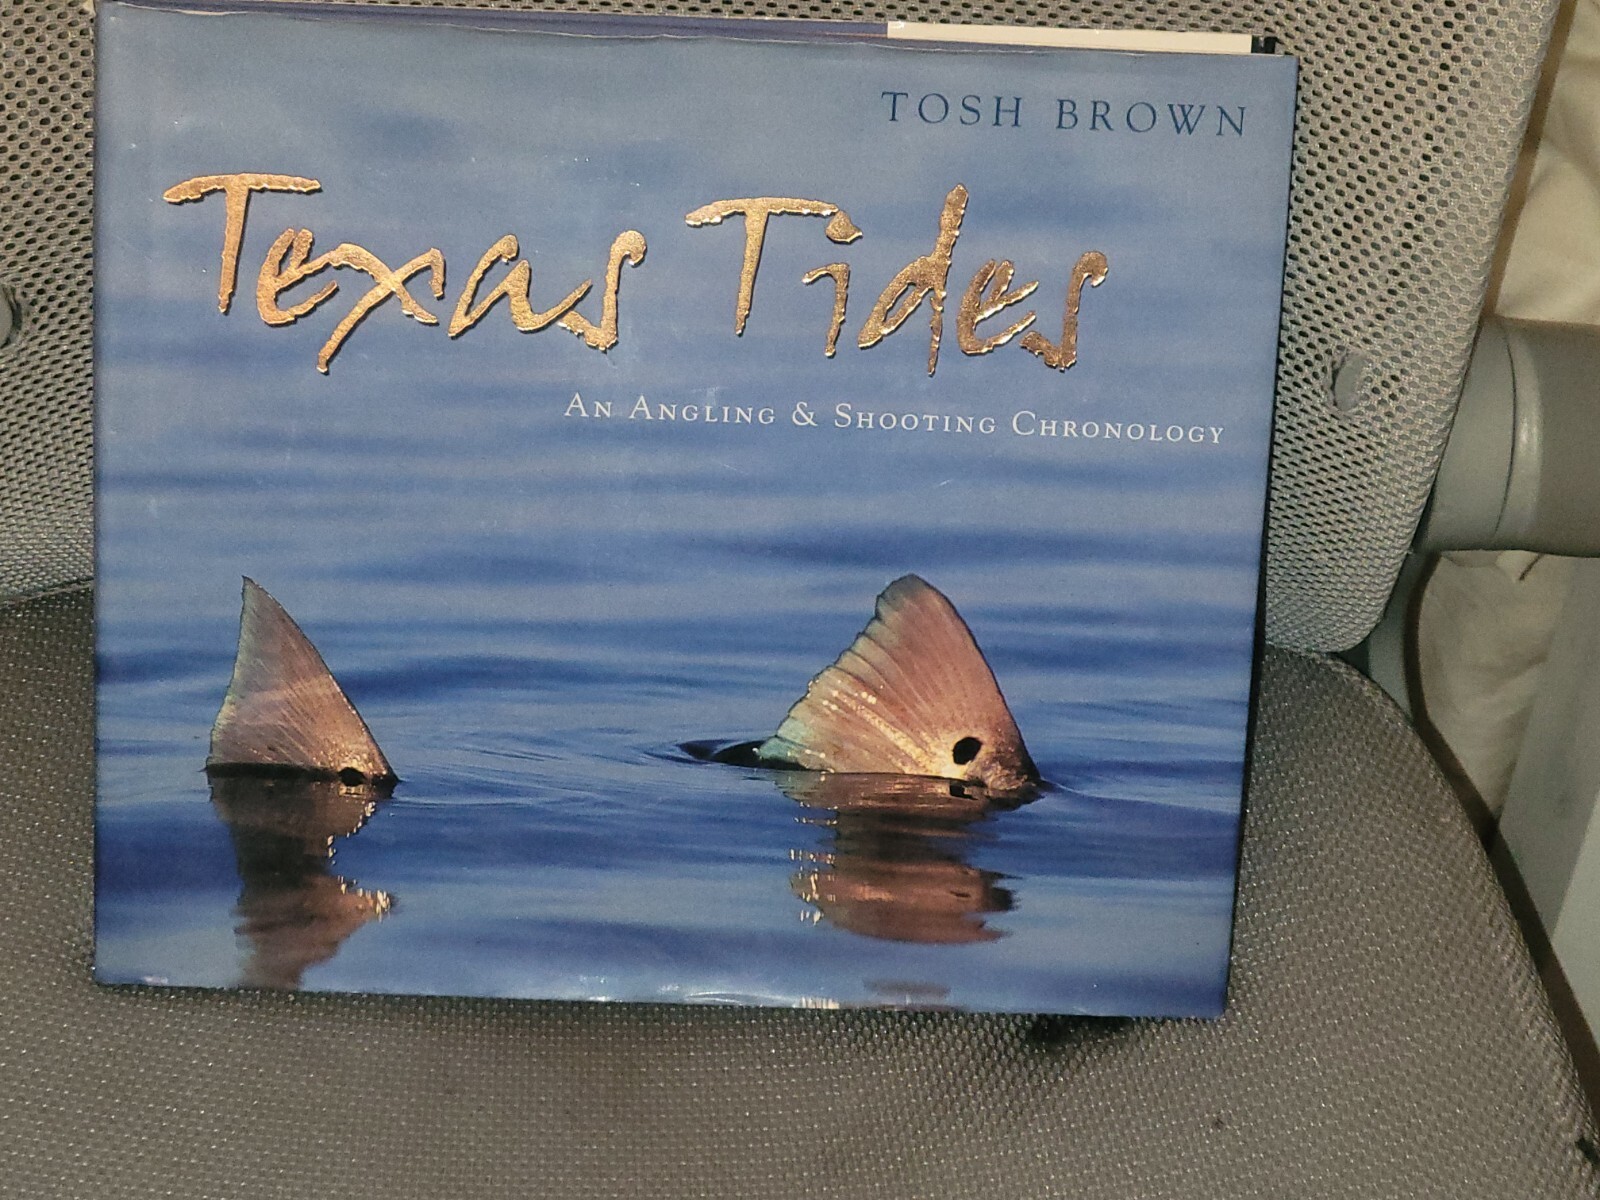 TOSH BROWN
Texas Tides
AN ANGLING & SHOOTING CHRONOLOGY